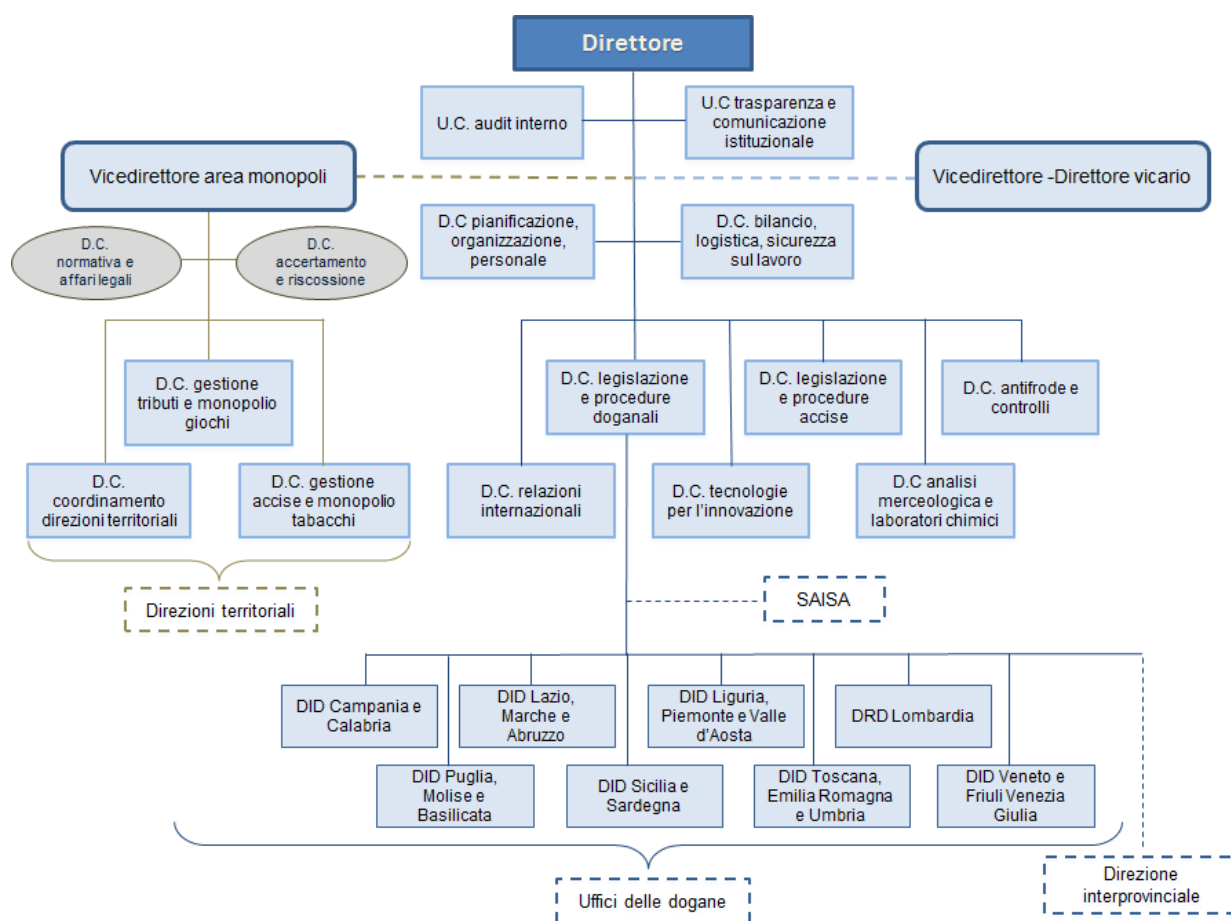 Direttore
U.C. audit interno
U.C trasparenza e
comunicazione
istituzionale
Vicedirettore area monopoli
Vicedirettore -Direttore vicario
D.C.
normativa e
affari legali
D.C.
accertamento
e riscossione
D.C pianificazione,
organizzazione,
personale
D.C. bilancio,
logistica, sicurezza
sul lavoro
D.C. gestione
tributi e monopolio
giochi
D.C. legislazione
e procedure
doganali
D.C. legislazione
e procedure
accise
D.C. antifrode e
controlli
D.C.
coordinamento
direzioni territoriali
D.C. gestione
accise e monopolio
tabacchi
D.C. relazioni
internazionali
D.C. tecnologie
per l'innovazione
D.C analisi
merceologica e
laboratori chimici
Direzioni territoriali
SAISA
DID Campania e
Calabria
DID Lazio,
Marche e
Abruzzo
DID Liguria,
Piemonte e Valle
d'Aosta
DRD Lombardia
DID Puglia,
Molise e
Basilicata
DID Sicilia e
Sardegna
DID Toscana,
Emilia Romagna
e Umbria
DID Veneto e
Friuli Venezia
Giulia
Uffici delle dogane
Direzione
interprovinciale